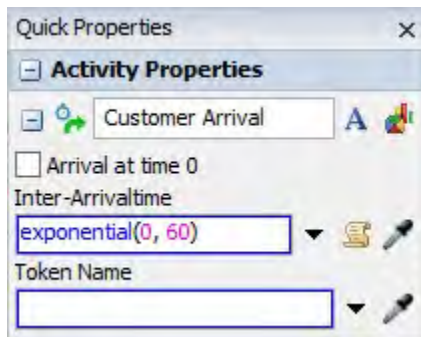 Quick Properties
Activity Properties
Customer Arrival
Arrival at time 0
Inter-Arrivaltime
exponential(0, 60)
Token Name